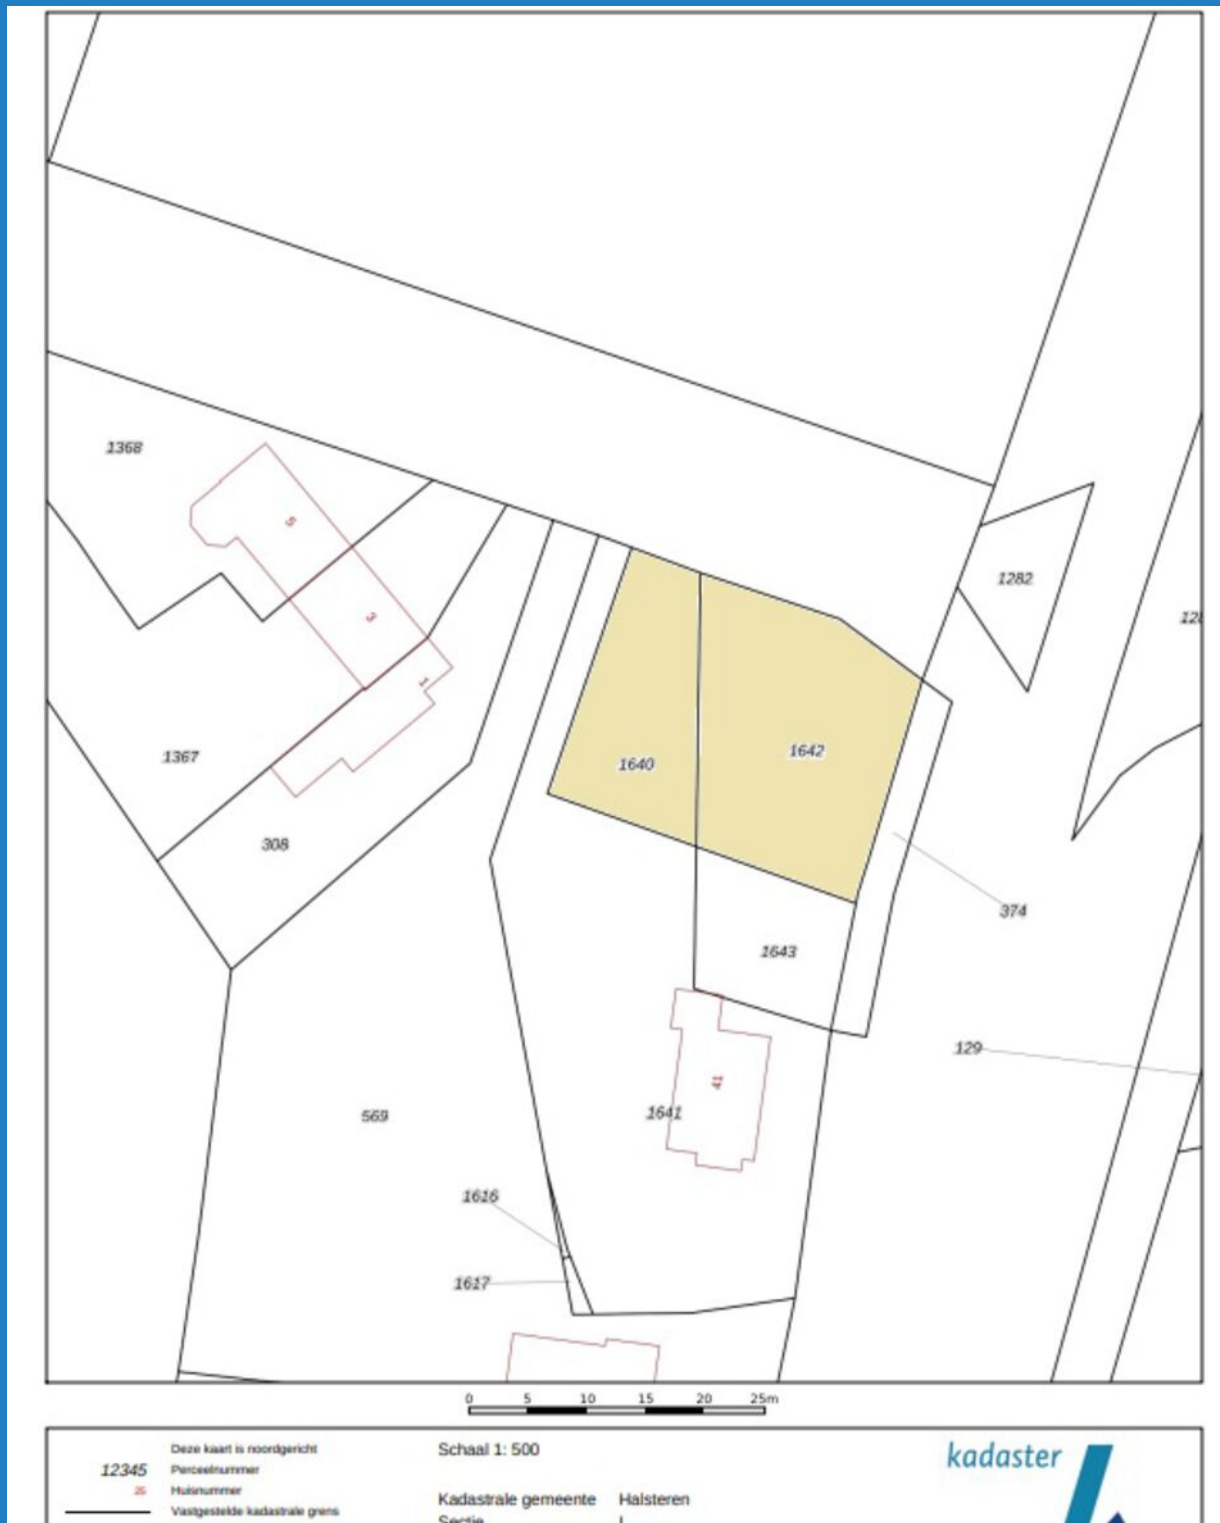 1368
5
3
1
1282
1367
1640
1642
308
374
1643
129
41
1641
569
1616
1617
0 5 10 15 20 25m
Deze kaart is noordgericht
12345 Perceelnummer
25 Huisnummer
Vastgestelde kadastrale grens
Schaal 1: 500
Kadastrale gemeente Halsteren
Sectie
kadaster